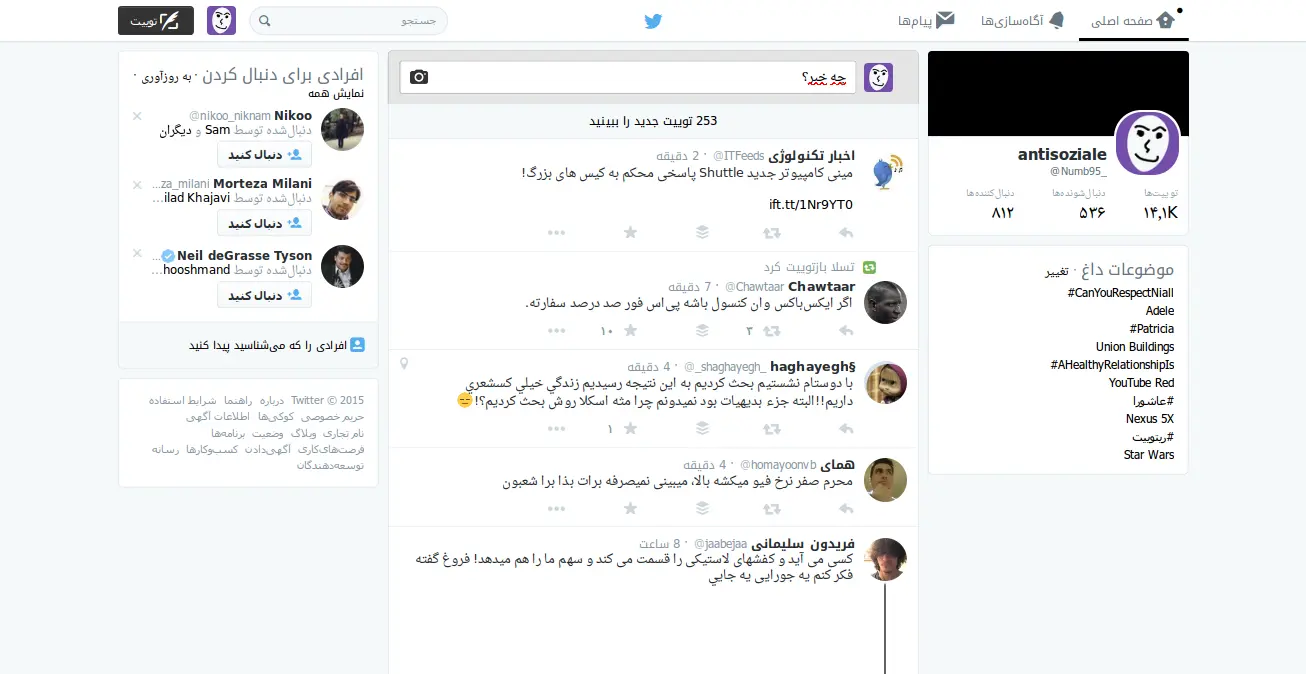 صفحه اصلی
آگاه‌سازی‌ها
پیام‌ها
جستجو
توییت
antisoziale
@Numb95_
توییت‌ها
دنبال‌شونده‌ها
دنبال‌کننده‌ها
۱۴٫۱K
۵۳۶
۸۱۲
موضوعات داغ · تغییر
#CanYouRespectNiall
Adele
#Patricia
Union Buildings
#AHealthyRelationshipIs
YouTube Red
#عاشورا
Nexus 5X
#ریتوییت
Star Wars
چه خبر؟
253 توییت جدید را ببینید
اخبار تکنولوژی @ITFeeds · 2 دقیقه
مینی کامپیوتر جدید Shuttle پاسخی محکم به کیس های بزرگ!
ift.tt/1Nr9YT0
تسلا بازتوییت کرد
Chawtaar @Chawtaar · 7 دقیقه
اگر ایکس‌باکس وان کنسول باشه پی‌اس فور صد درصد سفارته.
۳
۱۰
§haghayegh @_shaghayegh_ · 4 دقیقه
با دوستام نشستیم بحث کردیم به این نتیجه رسیدیم زندگي خیلي کسشعري
داریم!!البته جزء بدیهیات بود نمیدونم چرا مثه اسکلا روش بحث کردیم؟!😑
۱
همای @homayoonvb · 4 دقیقه
محرم صفر نرخ فیو میکشه بالا، میبینی نمیصرفه برات بذا برا شعبون
فریدون سلیمانی @jaabejaa · 8 ساعت
کسی می آید و کفشهای لاستیکی را قسمت می کند و سهم ما را هم میدهد! فروغ گفته
فکر کنم یه جورایی یه جايي
افرادی برای دنبال کردن · به روزآوری ·
نمایش همه
Nikoo @nikoo_niknam
دنبال‌شده توسط Sam و دیگران
دنبال کنید
Morteza Milani ...za_milani
دنبال‌شده توسط ilad Khajavi...
دنبال کنید
Neil deGrasse Tyson ...
دنبال‌شده توسط hooshmand...
دنبال کنید
افرادی را که می‌شناسید پیدا کنید
Twitter © 2015 درباره راهنما شرایط استفاده
حریم خصوصی کوکی‌ها اطلاعات آگهی
نام تجاری وبلاگ وضعیت برنامه‌ها
فرصت‌های‌کاری آگهی‌دادن کسب‌وکارها رسانه
توسعه‌دهندگان